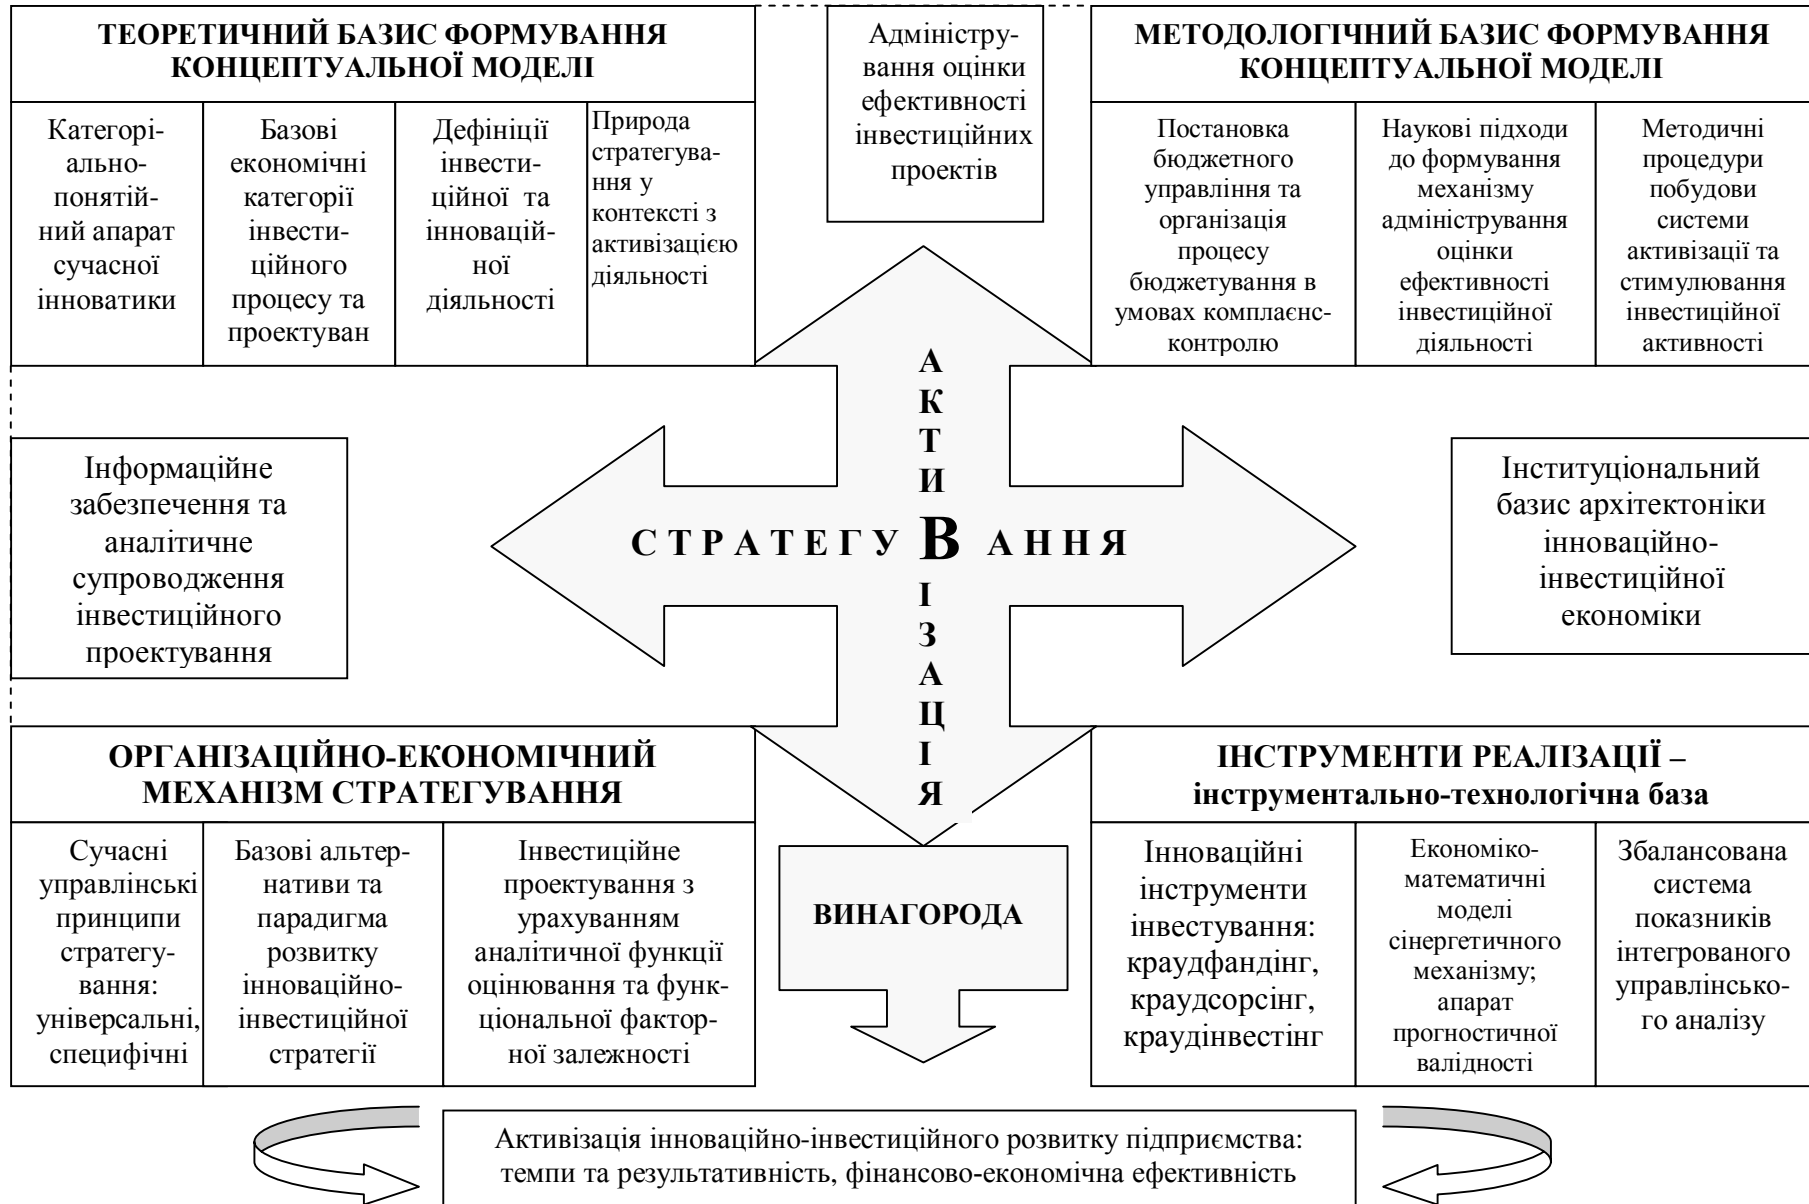 ТЕОРЕТИЧНИЙ БАЗИС ФОРМУВАННЯ
КОНЦЕПТУАЛЬНОЇ МОДЕЛІ
Категорі-
ально-
понятій-
ний апарат
сучасної
інноватики
Базові
економічні
категорії
інвести-
ційного
процесу та
проектуван
Дефініції
інвести-
ційної та
інновацій-
ної
діяльності
Природа
стратегува-
ння у
контексті з
активізацією
діяльності
Адміністру-
вання оцінки
ефективності
інвестиційних
проектів
МЕТОДОЛОГІЧНИЙ БАЗИС ФОРМУВАННЯ
КОНЦЕПТУАЛЬНОЇ МОДЕЛІ
Постановка
бюджетного
управління та
організація
процесу
бюджетування в
умовах комплаєнс-
контролю
Наукові підходи
до формування
механізму
адміністрування
оцінки
ефективності
інвестиційної
діяльності
Методичні
процедури
побудови
системи
активізації та
стимулювання
інвестиційної
активності
Інформаційне
забезпечення та
аналітичне
супроводження
інвестиційного
проектування
А
К
Т
И
С Т Р А Т Е Г У В А Н Н Я
І
З
А
Ц
І
Я
Інституціональний
базис архітектоніки
інноваційно-
інвестиційної
економіки
ОРГАНІЗАЦІЙНО-ЕКОНОМІЧНИЙ
МЕХАНІЗМ СТРАТЕГУВАННЯ
Сучасні
управлінські
принципи
стратегу-
вання:
універсальні,
специфічні
Базові альтер-
нативи та
парадигма
розвитку
інноваційно-
інвестиційної
стратегії
Інвестиційне
проектування з
урахуванням
аналітичної функції
оцінювання та функ-
ціональної фактор-
ної залежності
ВИНАГОРОДА
ІНСТРУМЕНТИ РЕАЛІЗАЦІЇ –
інструментально-технологічна база
Інноваційні
інструменти
інвестування:
краудфандінг,
краудсорсінг,
краудінвестінг
Економіко-
математичні
моделі
сінергетичного
механізму;
апарат
прогностичної
валідності
Збалансована
система
показників
інтегрованого
управлінсько-
го аналізу
Активізація інноваційно-інвестиційного розвитку підприємства:
темпи та результативність, фінансово-економічна ефективність